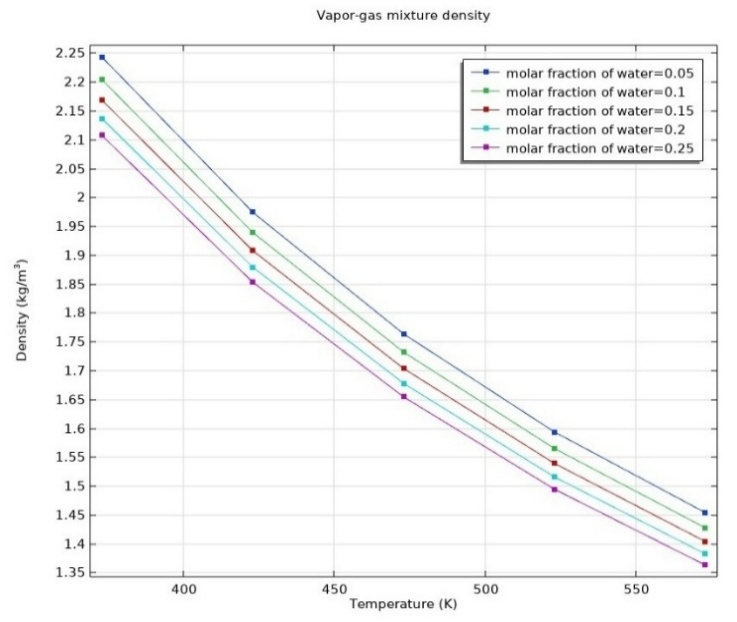 Vapor-gas mixture density
molar fraction of water=0.05
molar fraction of water=0.1
molar fraction of water=0.15
molar fraction of water=0.2
molar fraction of water=0.25
2.25
2.2
2.15
2.1
2.05
2
1.95
1.9
1.85
1.8
1.75
1.7
1.65
1.6
1.55
1.5
1.45
1.4
1.35
Density (kg/m³)
400 450 500 550
Temperature (K)